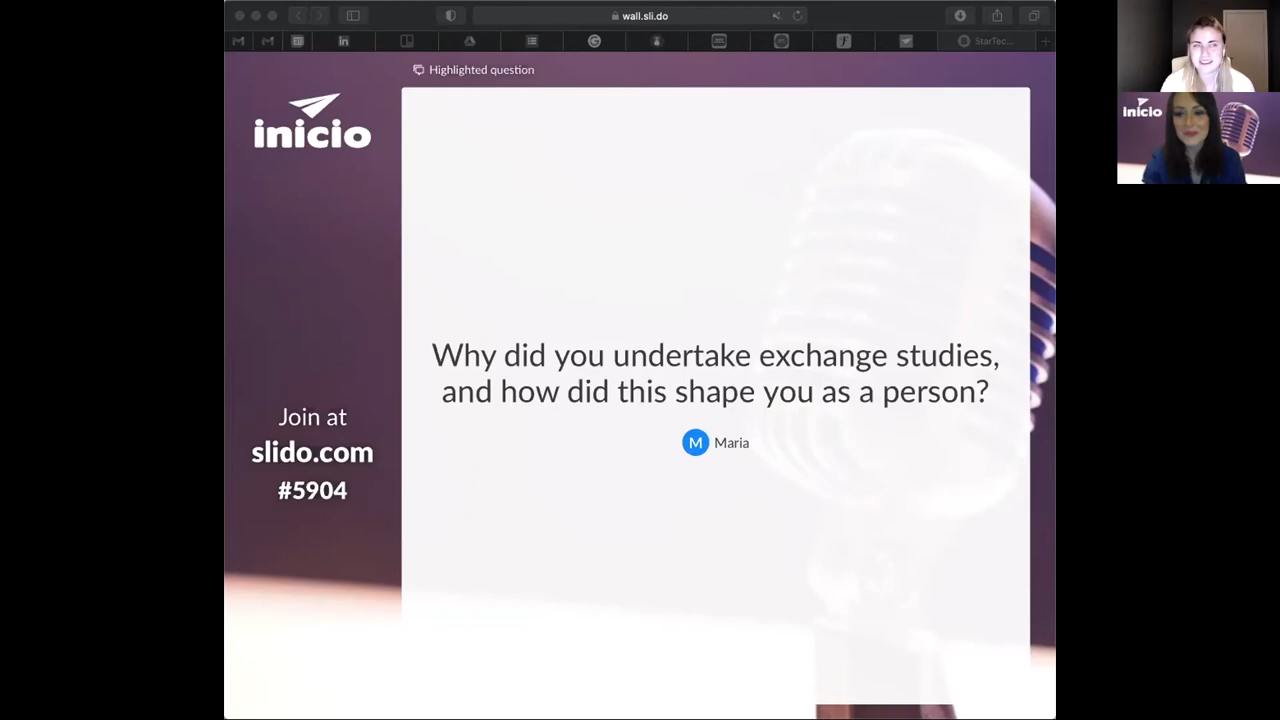 wall.sli.do
StarTec...
Highlighted question
inicio
Why did you undertake exchange studies,
and how did this shape you as a person?
M Maria
Join at
slido.com
#5904
inicio